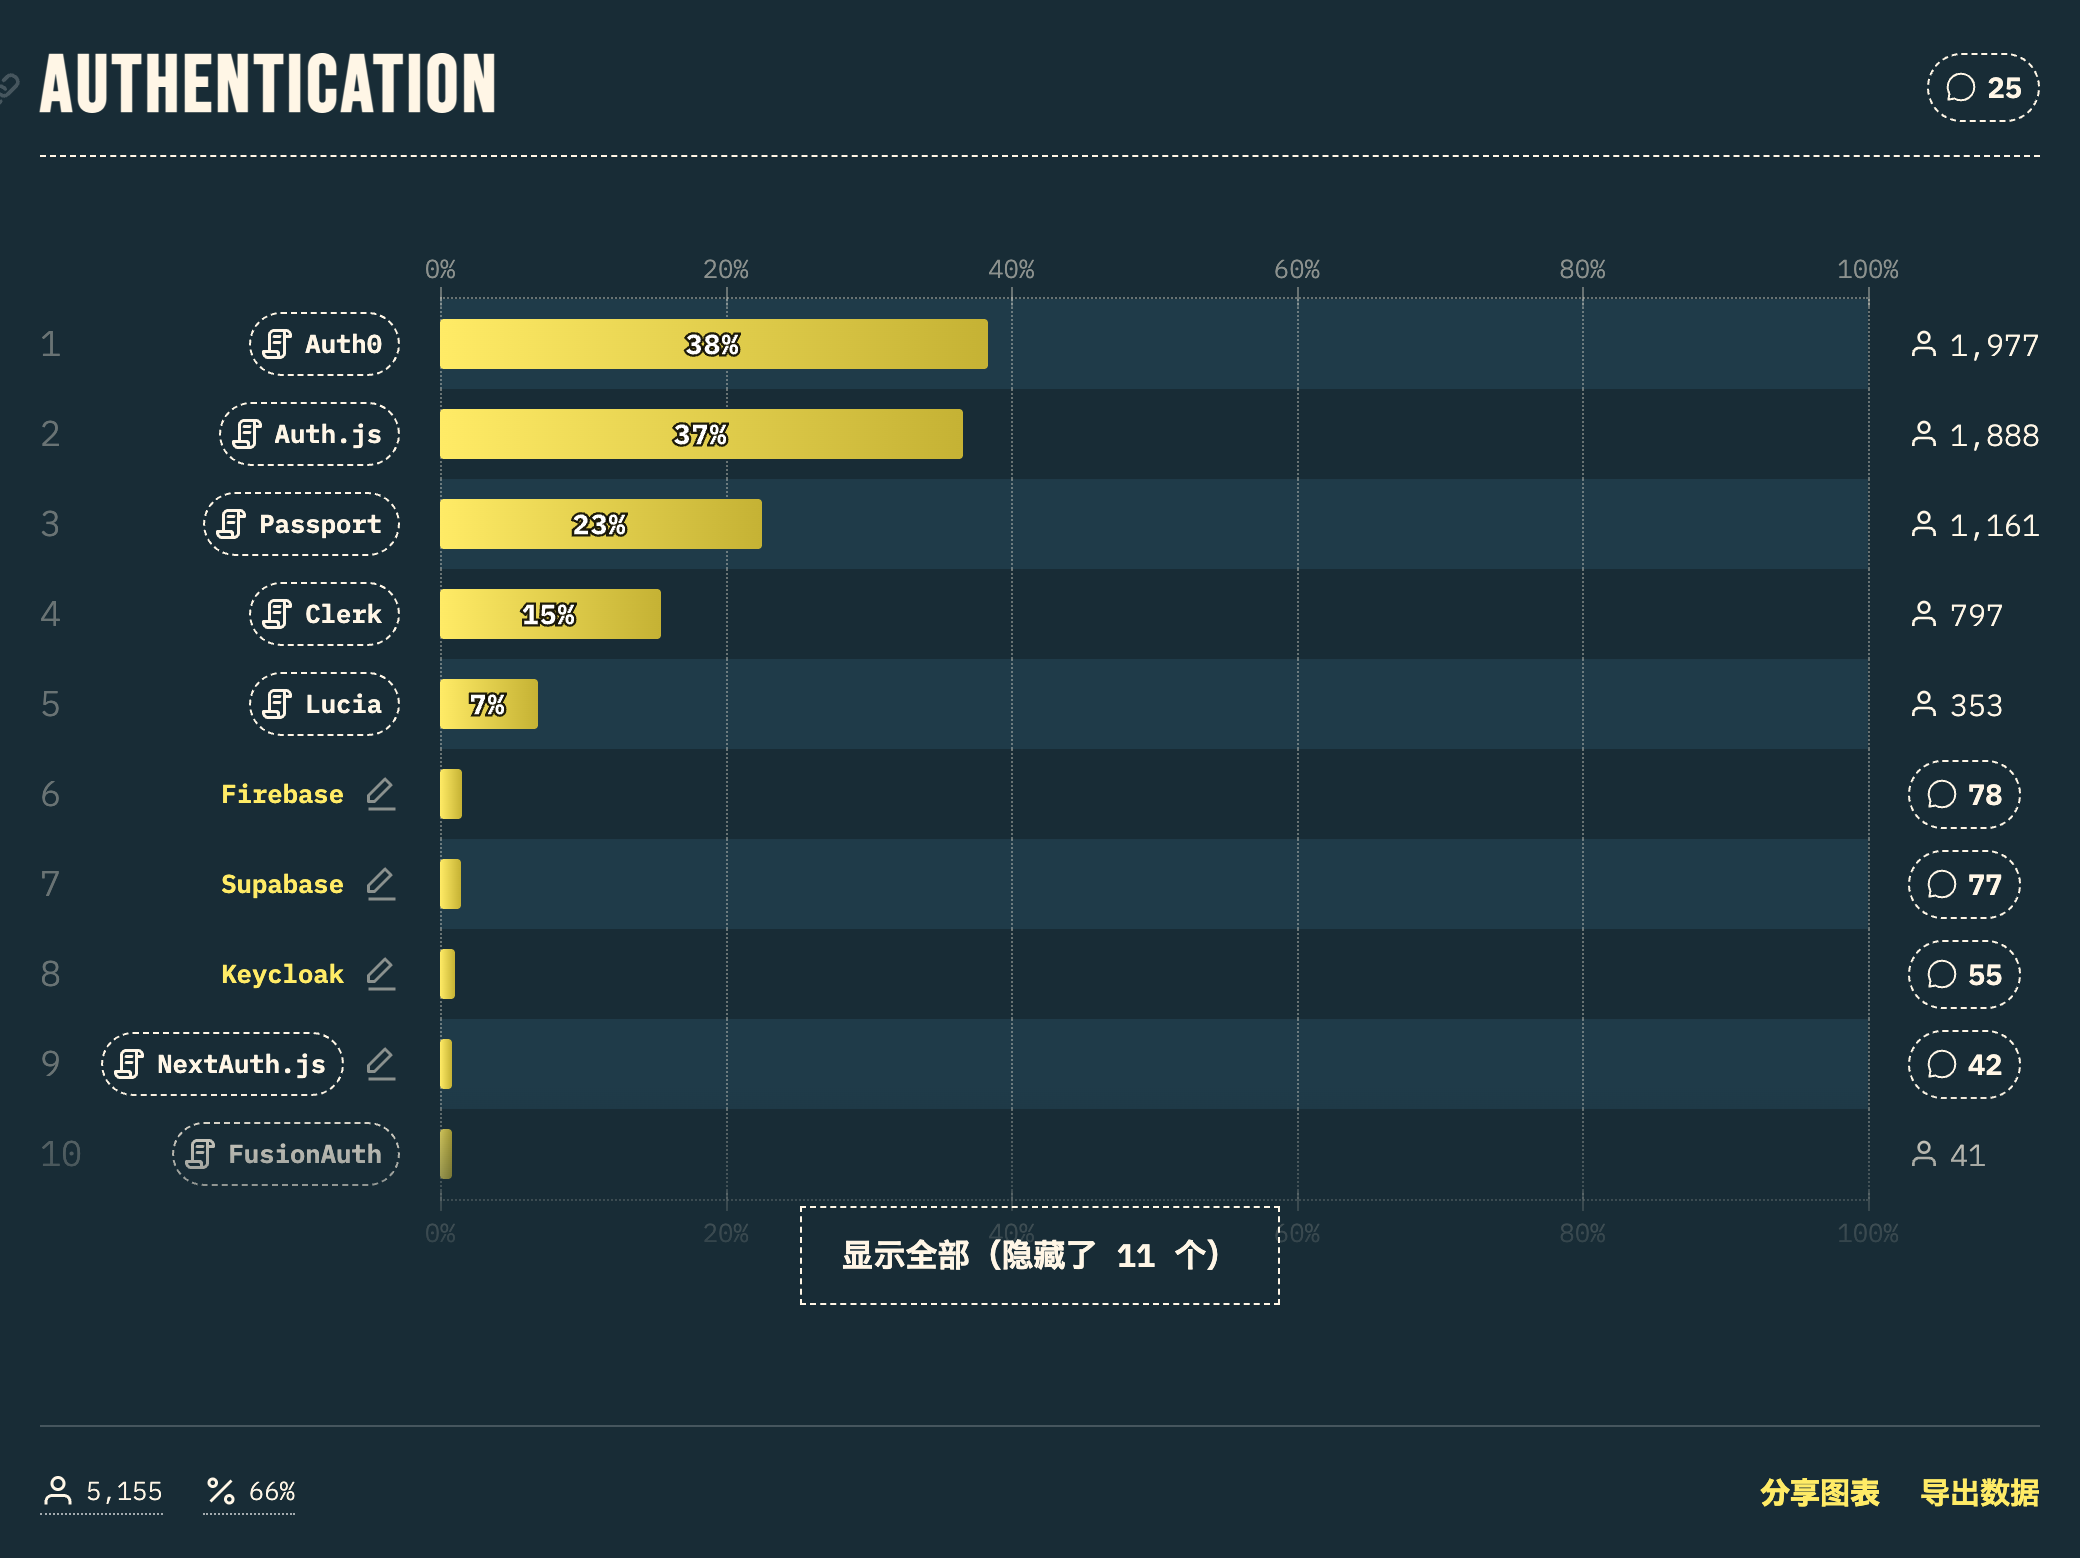 AUTHENTICATION
25
0% 20% 40% 60% 80% 100%
1 Auth0 38% 1,977
2 Auth.js 37% 1,888
3 Passport 23% 1,161
4 Clerk 15% 797
5 Lucia 7% 353
6 Firebase 78
7 Supabase 77
8 Keycloak 55
9 NextAuth.js 42
10 FusionAuth 41
0% 20% 40% 60% 80% 100%
显示全部（隐藏了 11 个）
5,155 66% 分享图表 导出数据